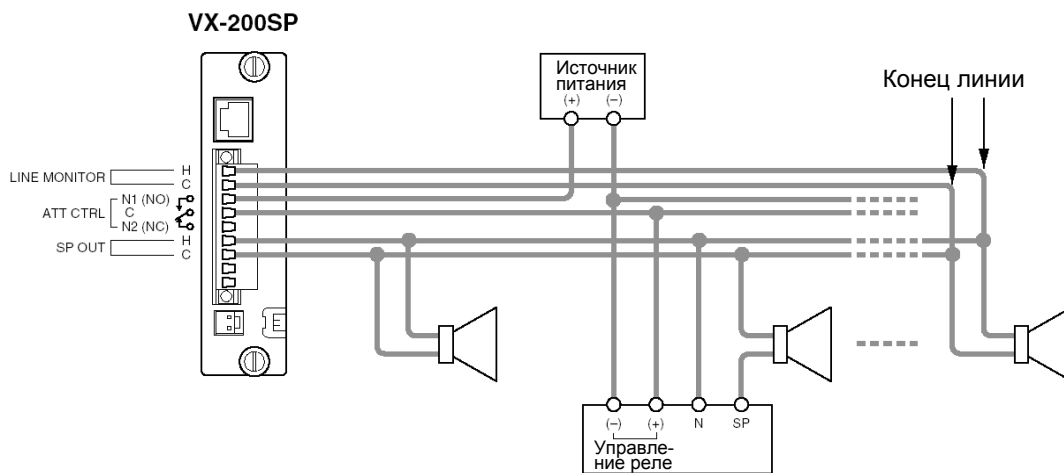 VX-200SP
Источник
питания
(+) (–)
Конец линии
LINE MONITOR
H
C
ATT CTRL
N1 (NO)
C
N2 (NC)
SP OUT
H
C
(–) (+) N SP
Управле-
ние реле